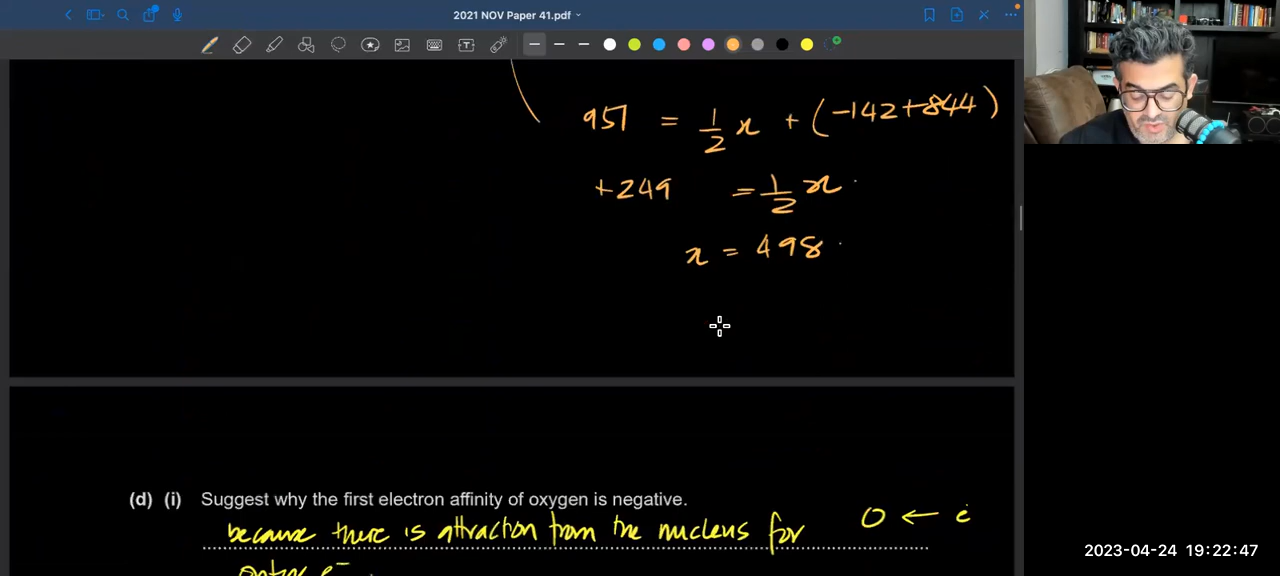 2021 NOV Paper 41.pdf
951 = 1/2 x + (-142+844)
+249 = 1/2 x
x = 498
(d) (i) Suggest why the first electron affinity of oxygen is negative.
because there is attraction from the nucleus for
O ← e
2023-04-24 19:22:47